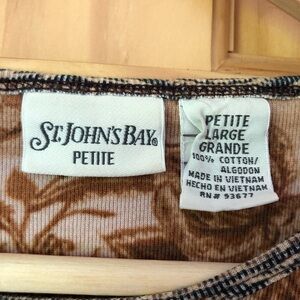 ST. JOHN'S BAY®
PETITE
PETITE
LARGE
GRANDE
100% COTTON/
ALGODON
MADE IN VIETNAM
HECHO EN VIETNAM
RN# 93677